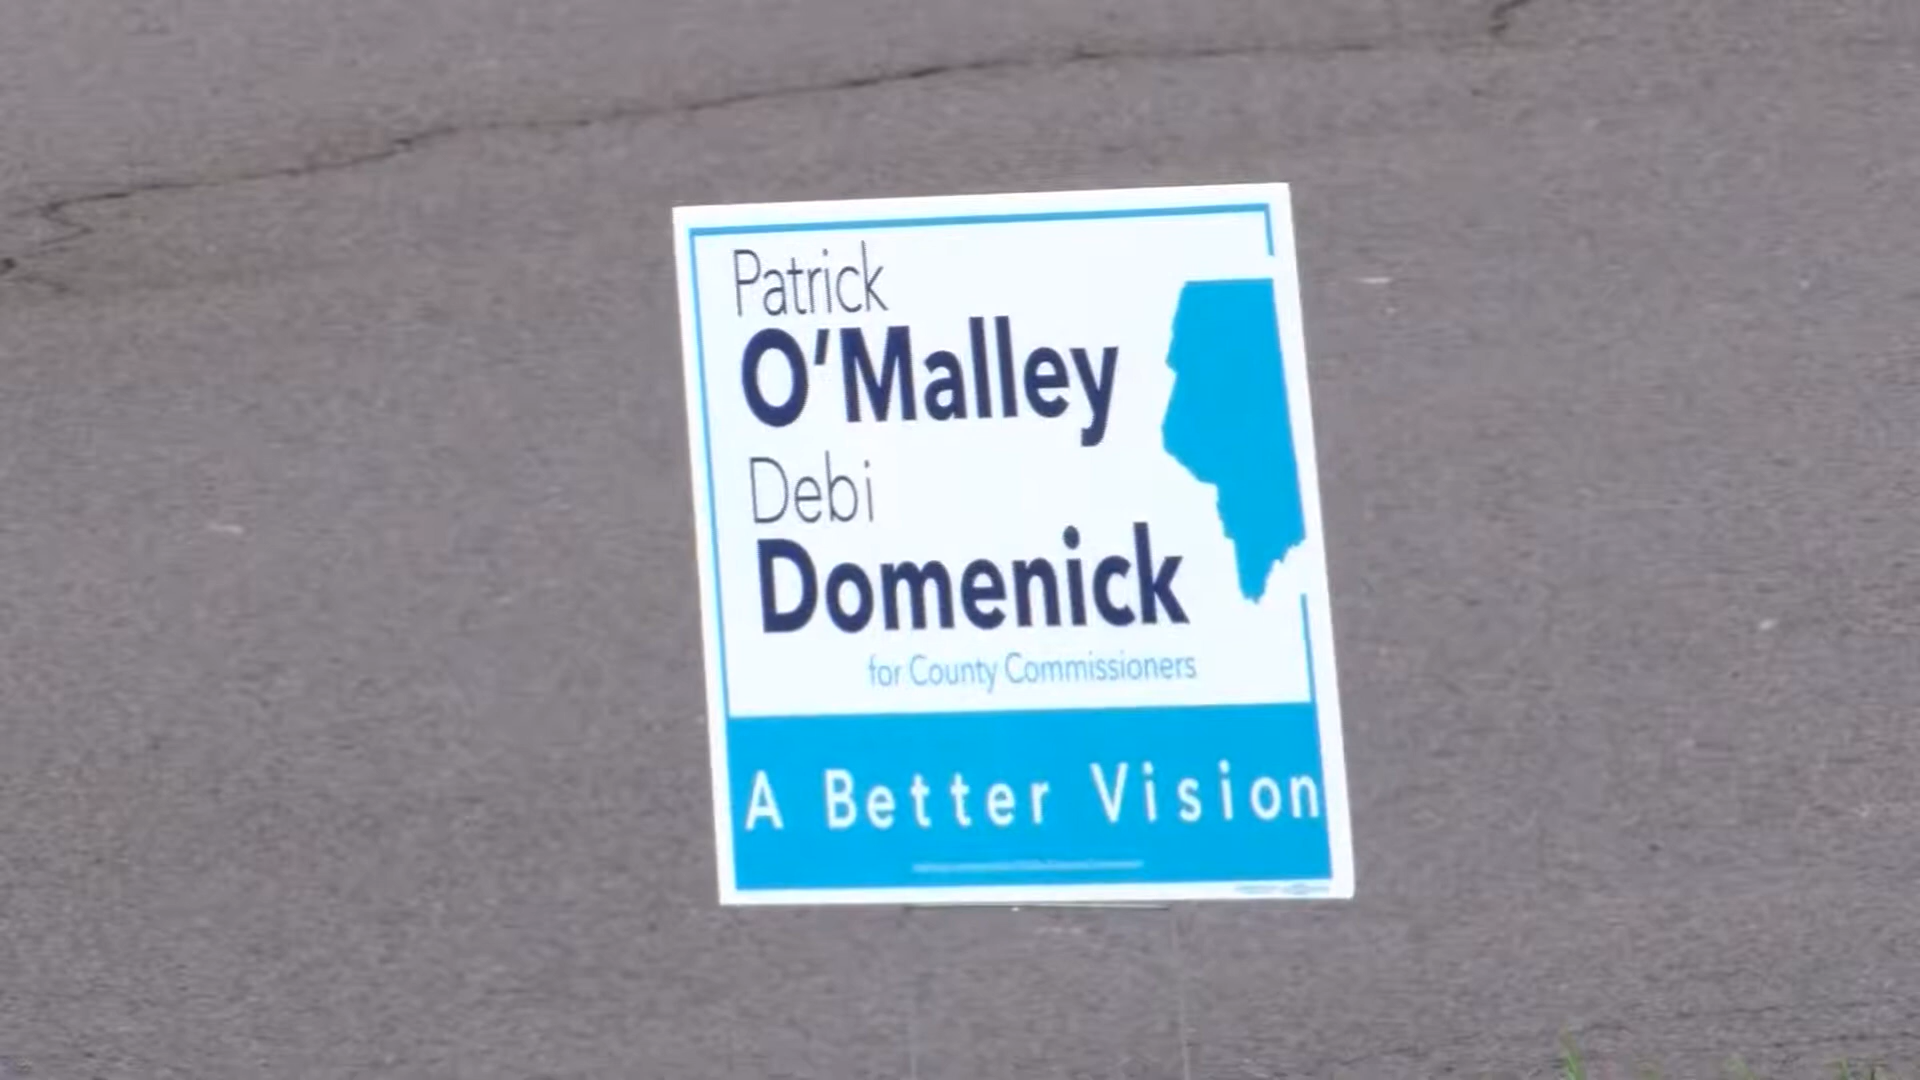 Patrick
O'Malley
Debi
Domenick
for County Commissioners
A Better Vision